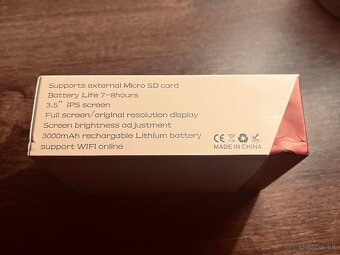 Supports external Micro SD card
Battery Life 7-8hours
3.5" IPS screen
Full screen/original resolution display
Screen brightness adjustment
3000mAh rechargable Lithium battery
support WIFI online
CE
MADE IN CHINA